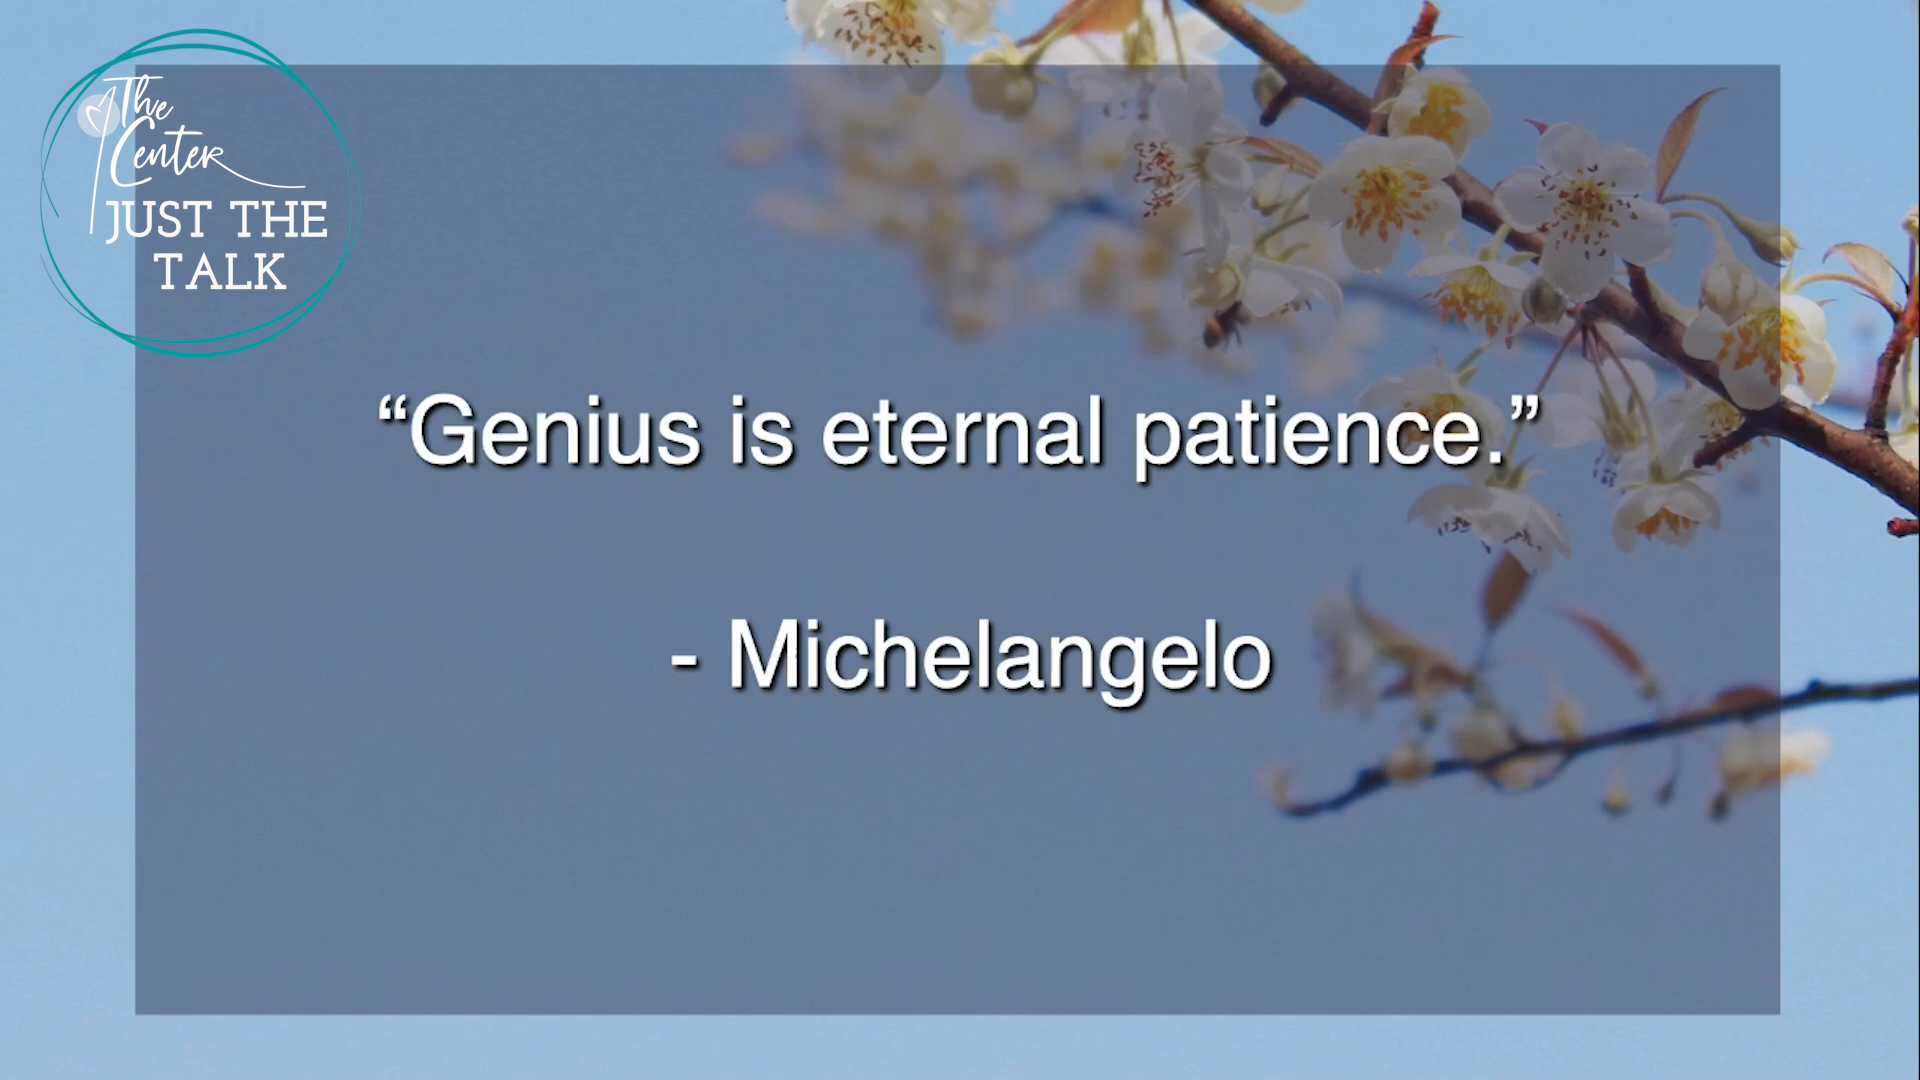 The
Center
JUST THE
TALK
“Genius is eternal patience.”
- Michelangelo